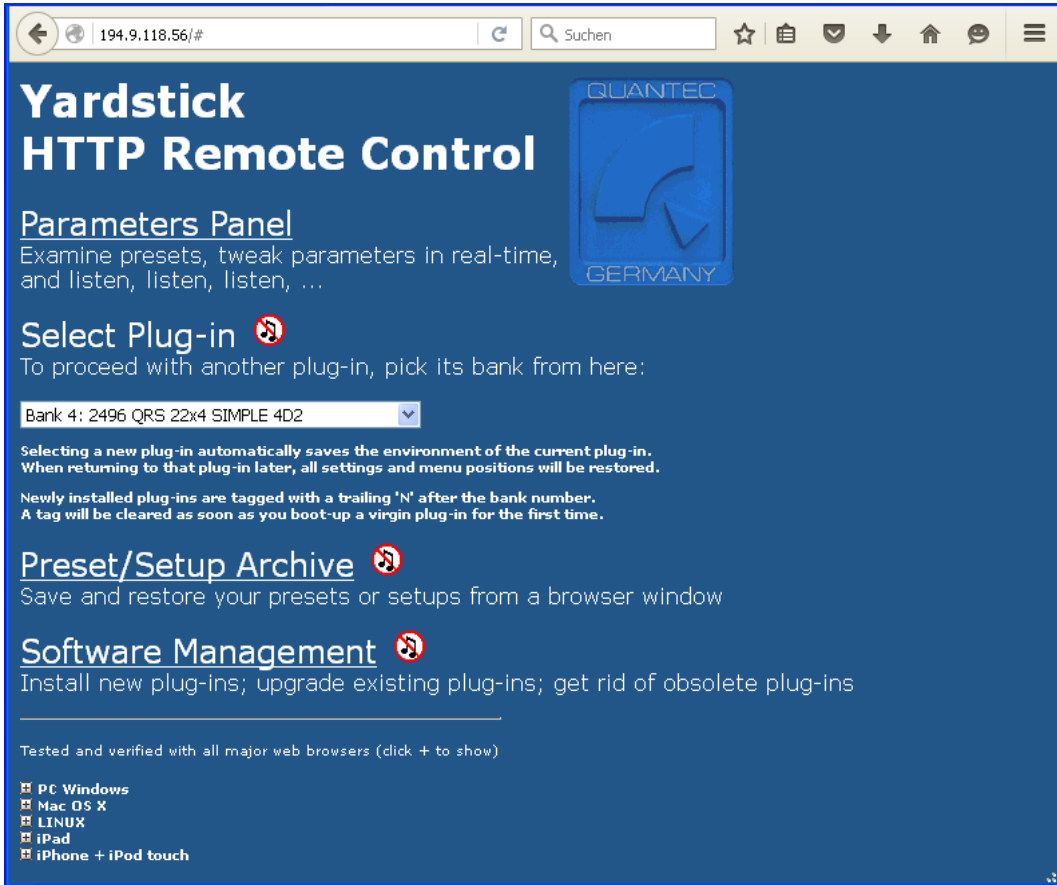 194.9.118.56/#
Suchen
Yardstick
HTTP Remote Control
QUANTEC
GERMANY
Parameters Panel
Examine presets, tweak parameters in real-time,
and listen, listen, listen, ...
Select Plug-in
To proceed with another plug-in, pick its bank from here:
Bank 4: 2496 QRS 22x4 SIMPLE 4D2
Selecting a new plug-in automatically saves the environment of the current plug-in.
When returning to that plug-in later, all settings and menu positions will be restored.
Newly installed plug-ins are tagged with a trailing 'N' after the bank number.
A tag will be cleared as soon as you boot-up a virgin plug-in for the first time.
Preset/Setup Archive
Save and restore your presets or setups from a browser window
Software Management
Install new plug-ins; upgrade existing plug-ins; get rid of obsolete plug-ins
Tested and verified with all major web browsers (click + to show)
PC Windows
Mac OS X
LINUX
iPad
iPhone + iPod touch